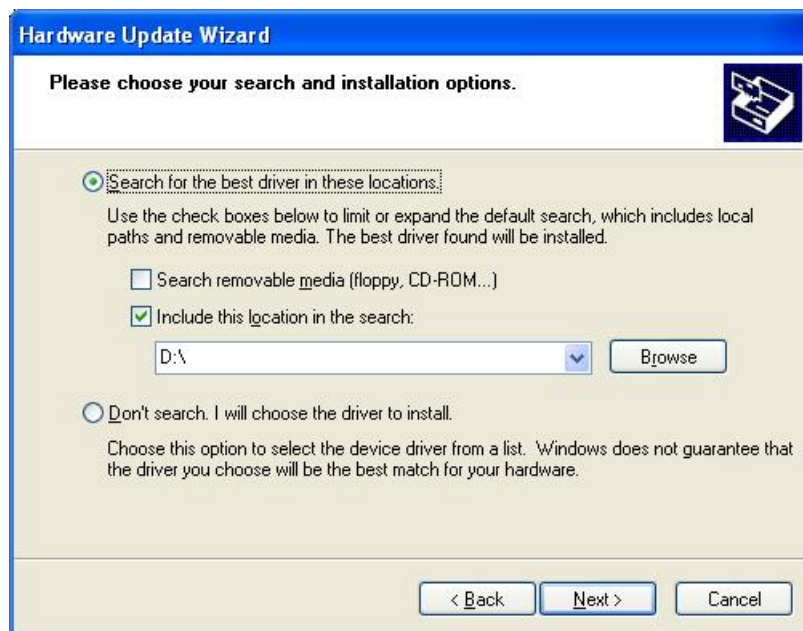 Hardware Update Wizard
Please choose your search and installation options.
Search for the best driver in these locations.
Use the check boxes below to limit or expand the default search, which includes local
paths and removable media. The best driver found will be installed.
Search removable media (floppy, CD-ROM...)
Include this location in the search:
D:\
Browse
Don't search. I will choose the driver to install.
Choose this option to select the device driver from a list.  Windows does not guarantee that
the driver you choose will be the best match for your hardware.
< Back
Next >
Cancel